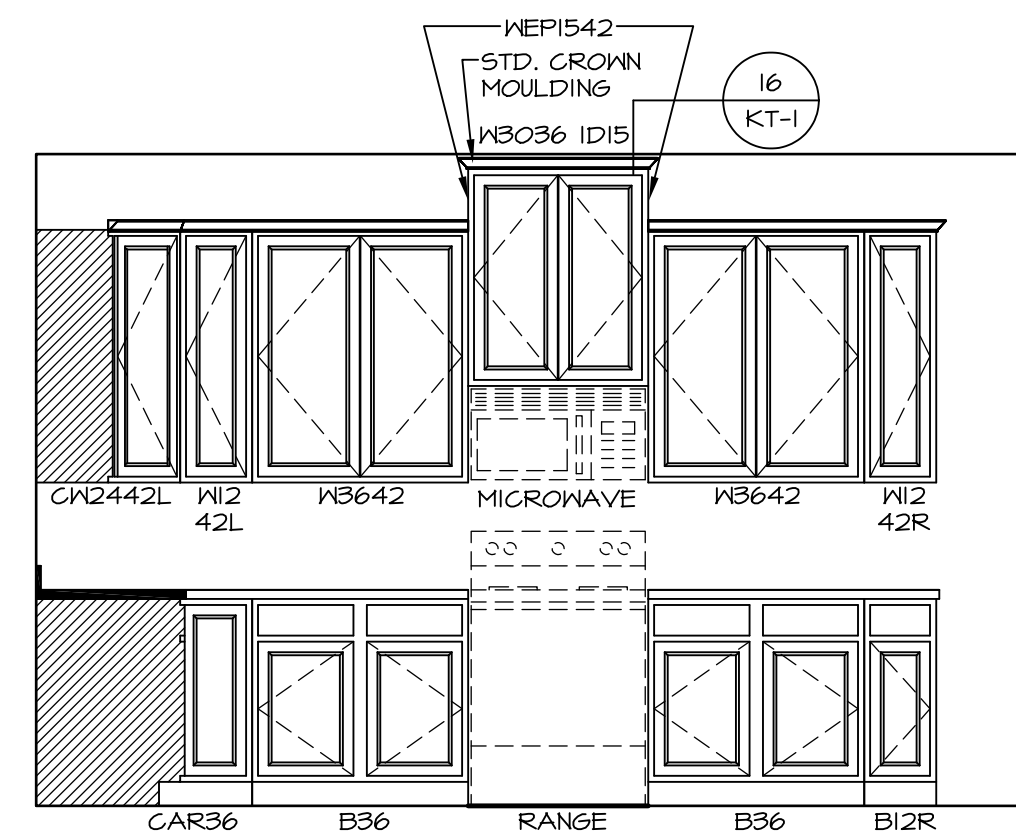 WEP1542
STD. CROWN
MOULDING
16
KT-1
W3036 1D15
CW2442L
W12
42L
W3642
MICROWAVE
W3642
W12
42R
CAR36
B36
RANGE
B36
B12R